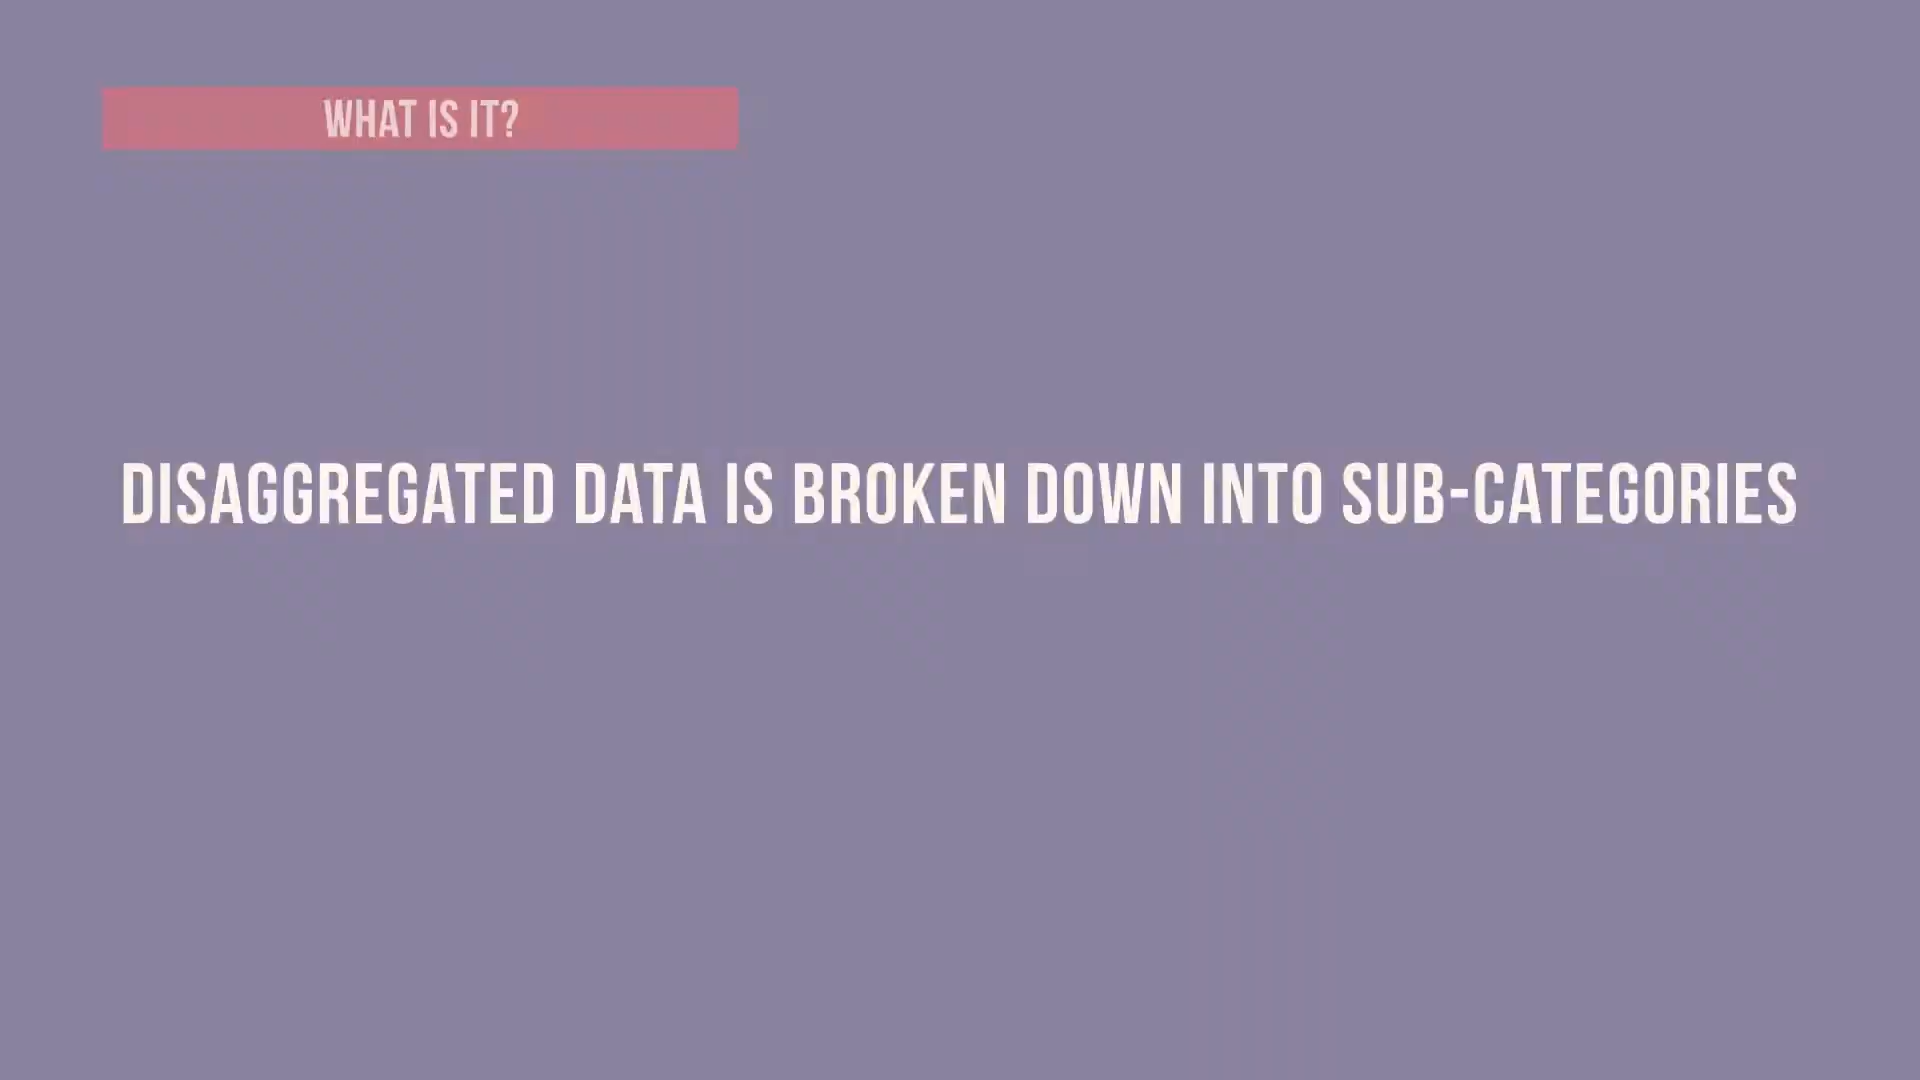 WHAT IS IT?
DISAGGREGATED DATA IS BROKEN DOWN INTO SUB-CATEGORIES